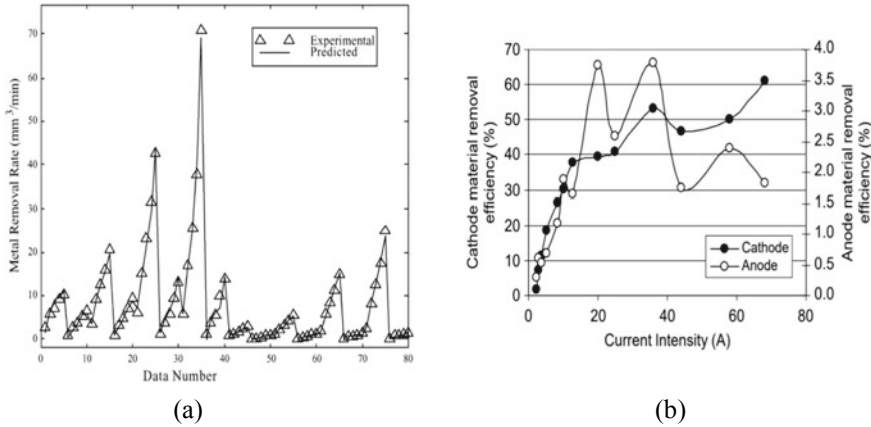 70
60
50
40
30
20
10
0
Metal Removal Rate (mm³/min)
Experimental
Predicted
0 10 20 30 40 50 60 70 80
Data Number
(a)
70
60
50
40
30
20
10
0
Cathode material removal
efficiency (%)
4.0
3.5
3.0
2.5
2.0
1.5
1.0
0.5
0.0
Anode material removal
efficiency (%)
Cathode
Anode
0 20 40 60 80
Current Intensity (A)
(b)